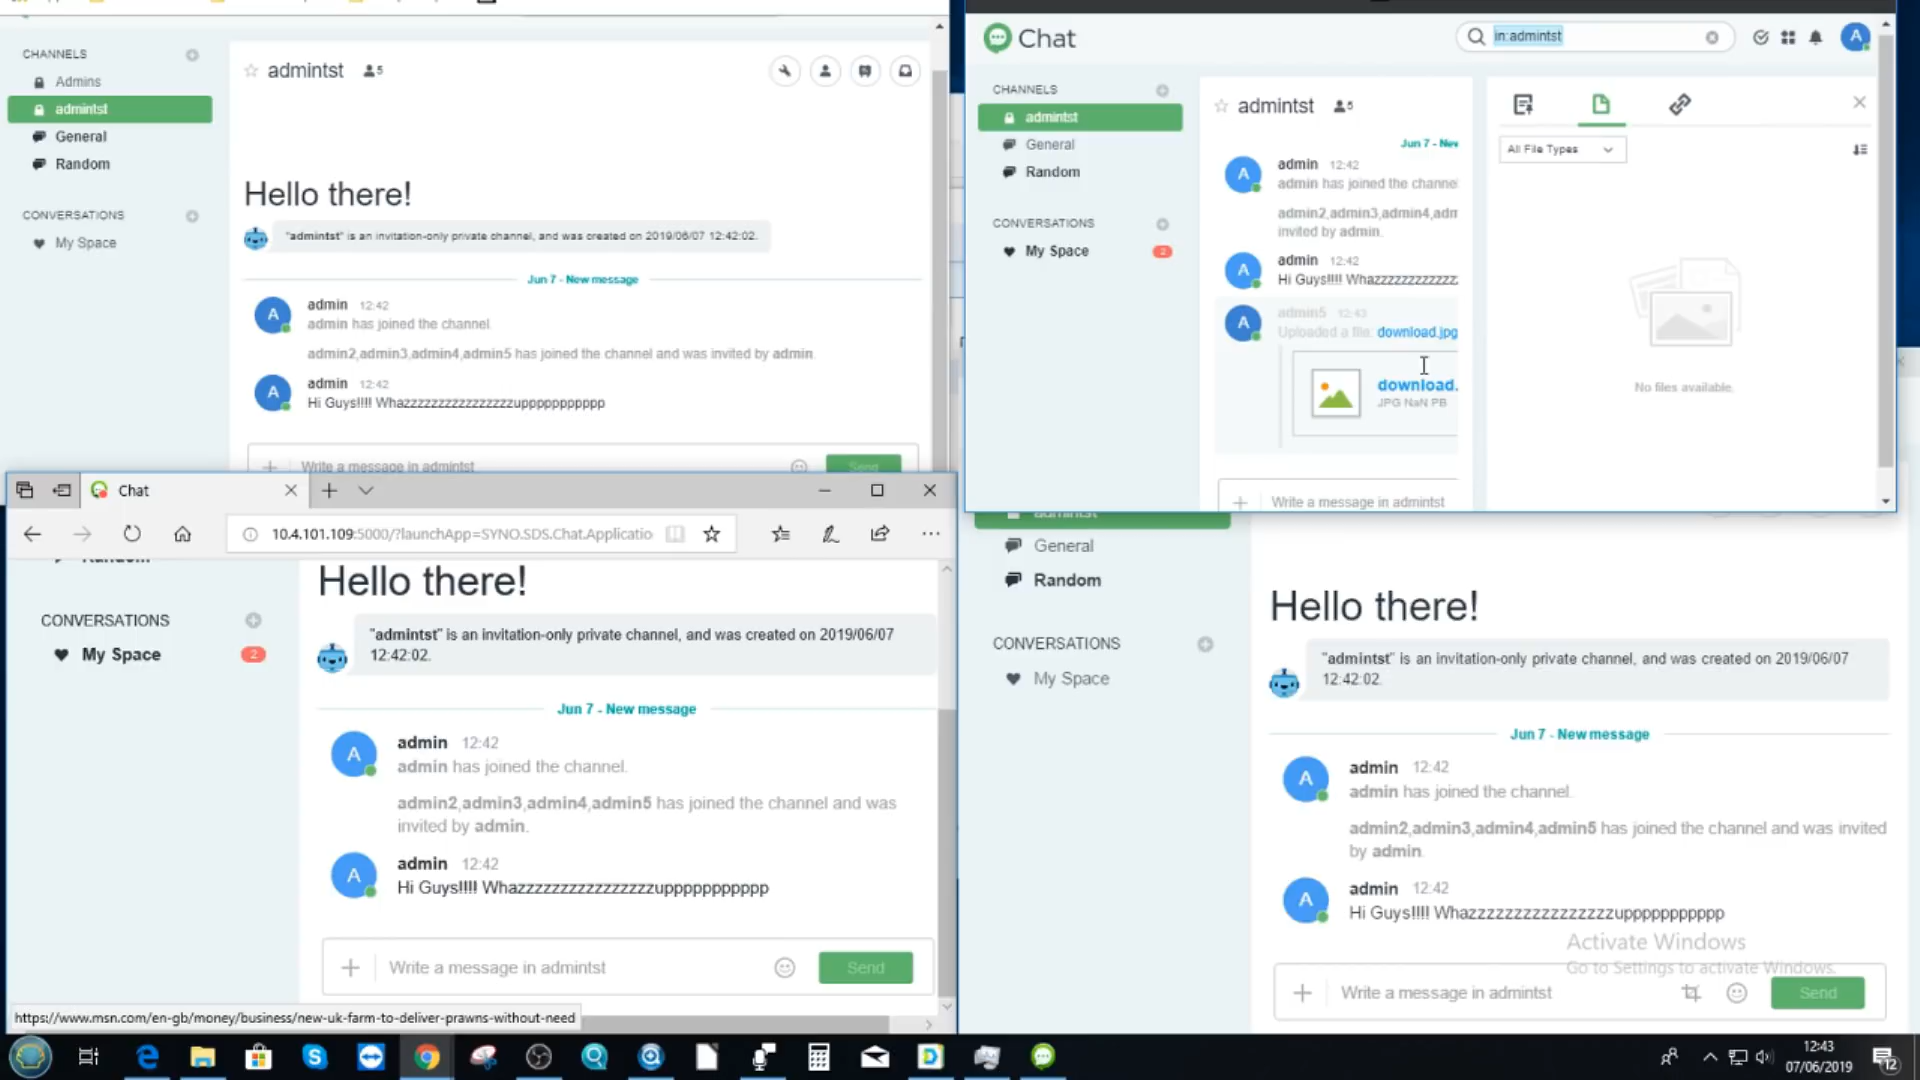 CHANNELS
Admins
admintst
General
Random
CONVERSATIONS
My Space
admintst 5
Hello there!
"admintst" is an invitation-only private channel, and was created on 2019/06/07 12:42:02.
Jun 7 - New message
admin 12:42
admin has joined the channel.
admin2,admin3,admin4,admin5 has joined the channel and was invited by admin.
admin 12:42
Hi Guys!!!! Whazzzzzzzzzzzzzzzzuppppppppppp
Write a message in admintst
Send
Chat
in:admintst
A
CHANNELS
admintst
General
Random
CONVERSATIONS
My Space 2
admintst 5
Jun 7 - New
A
admin 12:42
admin has joined the channel
admin2,admin3,admin4,adm
invited by admin.
A
admin 12:42
Hi Guys!!!! Whazzzzzzzzzzzz
A
admin5 12:43
Uploaded a file: download.jpg
download.
JPG NaN PB
Write a message in admintst
All File Types
No files available.
Chat
10.4.101.109:5000/?launchApp=SYNO.SDS.Chat.Applicatio
Random
CONVERSATIONS
My Space 2
Hello there!
"admintst" is an invitation-only private channel, and was created on 2019/06/07
12:42:02.
Jun 7 - New message
A
admin 12:42
admin has joined the channel.
admin2,admin3,admin4,admin5 has joined the channel and was
invited by admin.
A
admin 12:42
Hi Guys!!!! Whazzzzzzzzzzzzzzzzuppppppppppp
Write a message in admintst
Send
https://www.msn.com/en-gb/money/business/new-uk-farm-to-deliver-prawns-without-need
admintst
General
Random
CONVERSATIONS
My Space
Hello there!
"admintst" is an invitation-only private channel, and was created on 2019/06/07
12:42:02.
Jun 7 - New message
A
admin 12:42
admin has joined the channel.
admin2,admin3,admin4,admin5 has joined the channel and was invited
by admin.
A
admin 12:42
Hi Guys!!!! Whazzzzzzzzzzzzzzzzuppppppppppp
Activate Windows
Go to Settings to activate Windows.
Write a message in admintst
Send
12:43
07/06/2019
12